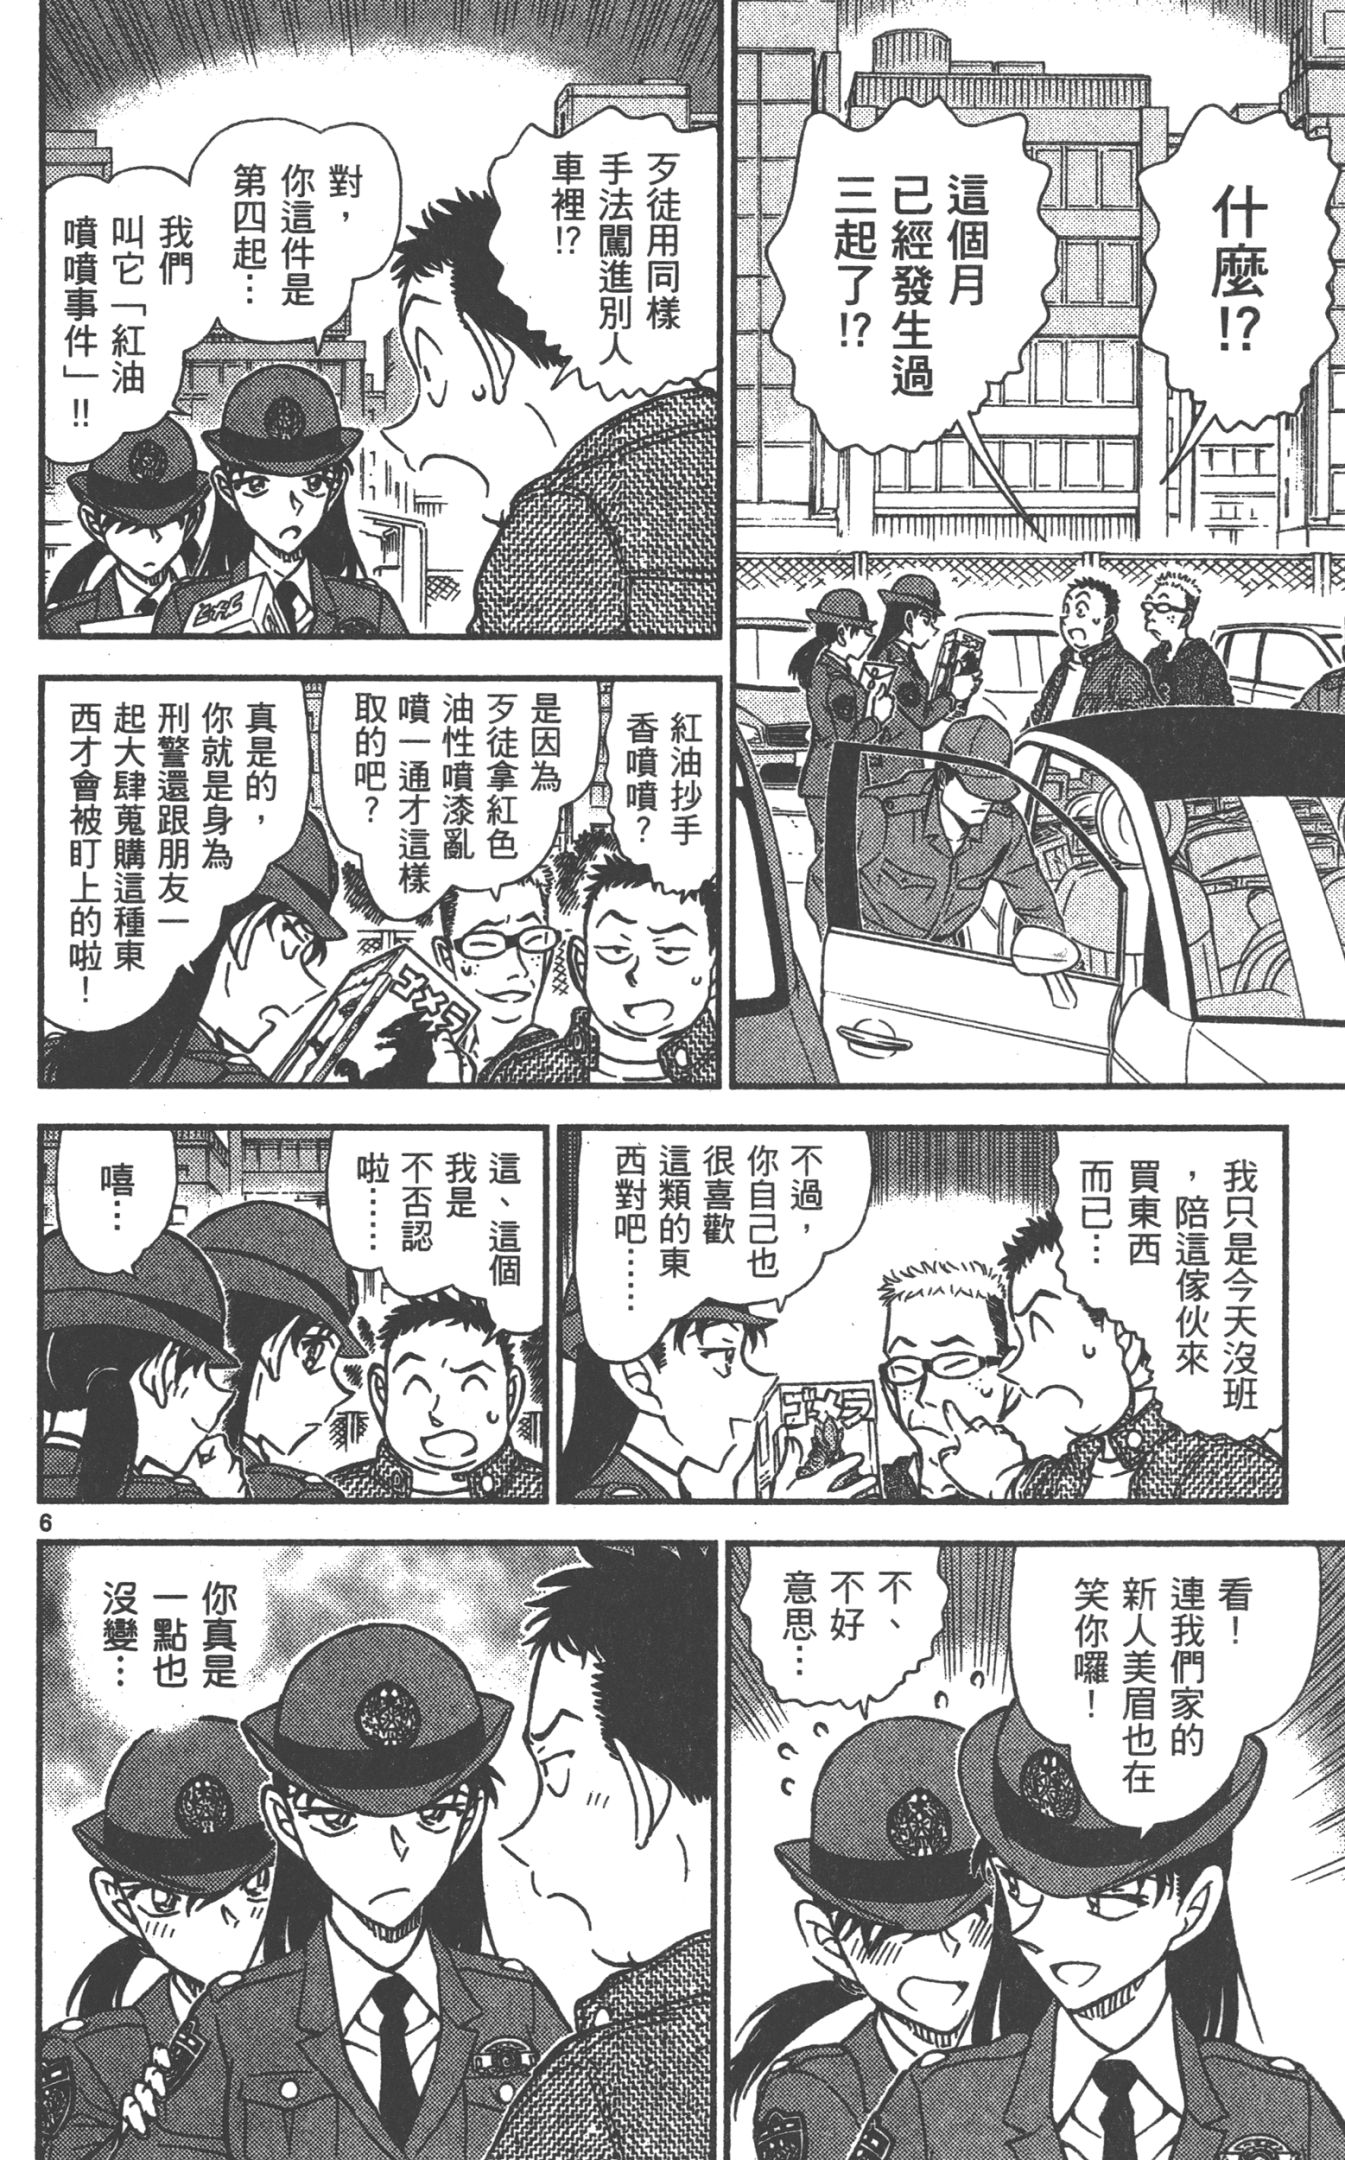 什麼!?
這個月
已經發生過
三起了!?
歹徒用同樣
手法闖進別人
車裡!?
對,
你這件是
第四起…
我們
叫它「紅油
噴噴事件」!!
紅油抄手
香噴噴?
是因為
歹徒拿紅色
油性噴漆亂
噴一通才這樣
取的吧?
真是的,
你就是身為
刑警還跟朋友一
起大肆蒐購這種東
西才會被盯上的啦!
ゴメラ
我只是今天沒班
,陪這傢伙來
買東西
而已…
不過,
你自己也
很喜歡
這類的東
西對吧……
ゴメラ
這、這個
我是
不否認
啦……
嘻…
6
看!
連我們家的
新人美眉也在
笑你囉!
不、
不好
意思…
你真是
一點也
沒變…